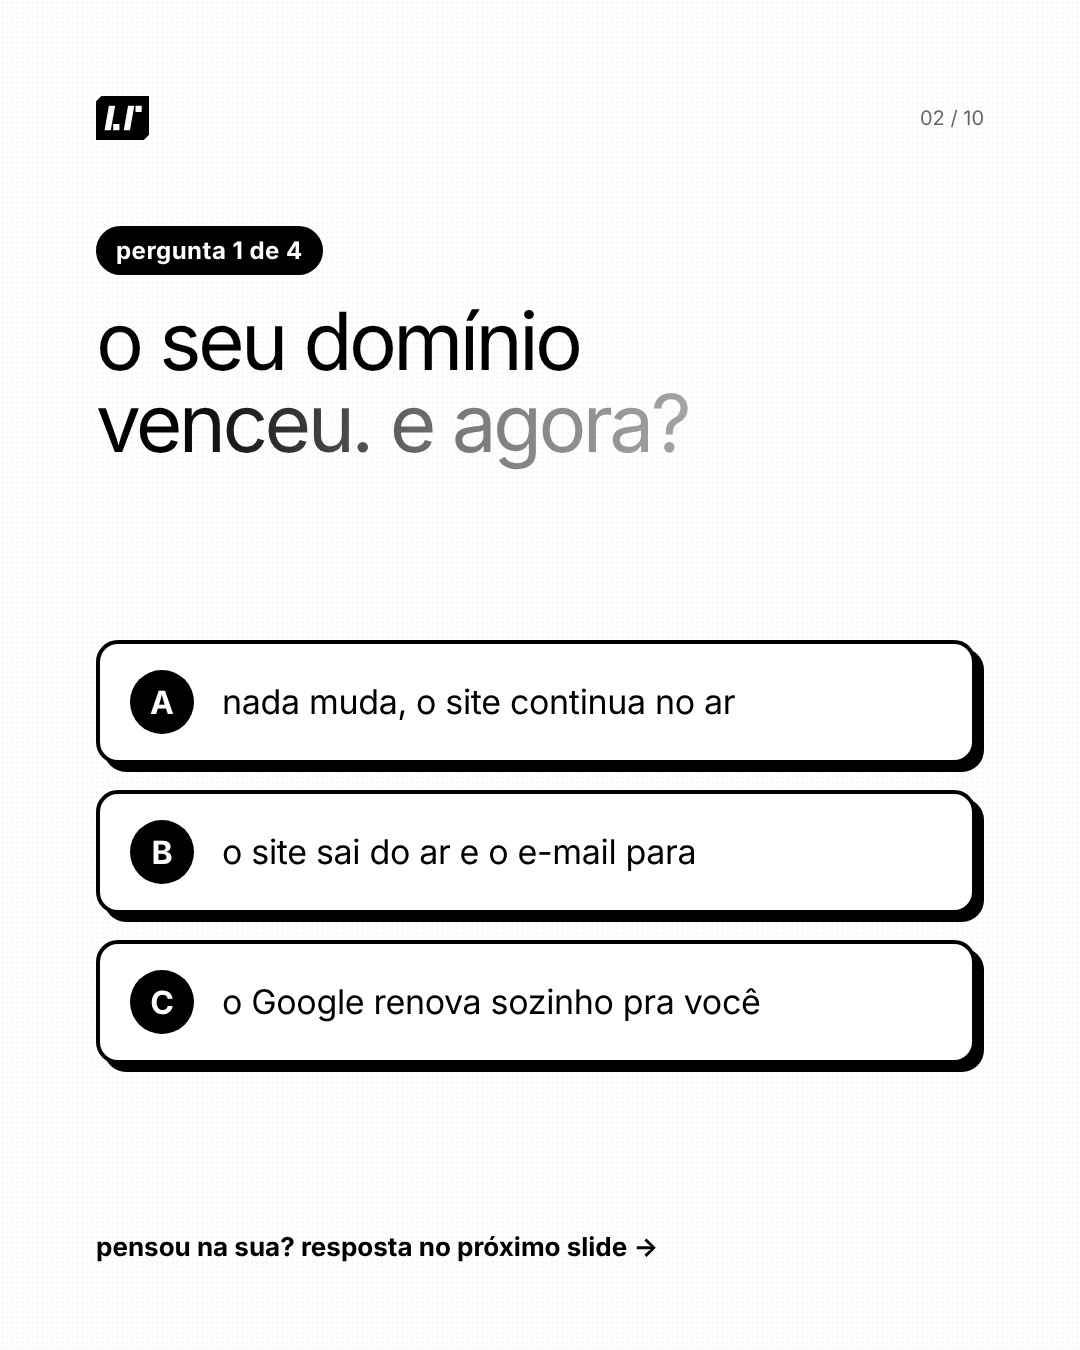 02 / 10
pergunta 1 de 4
o seu domínio
venceu. e agora?
A nada muda, o site continua no ar
B o site sai do ar e o e-mail para
C o Google renova sozinho pra você
pensou na sua? resposta no próximo slide →